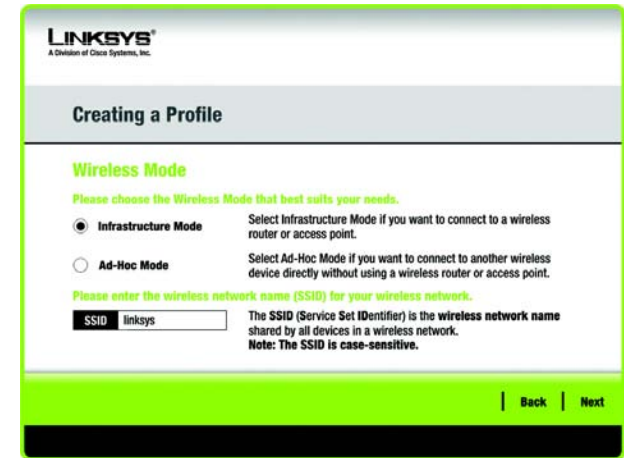 LINKSYS®
A Division of Cisco Systems, Inc.
Creating a Profile
Wireless Mode
Please choose the Wireless Mode that best suits your needs.
Infrastructure Mode
Select Infrastructure Mode if you want to connect to a wireless
router or access point.
Ad-Hoc Mode
Select Ad-Hoc Mode if you want to connect to another wireless
device directly without using a wireless router or access point.
Please enter the wireless network name (SSID) for your wireless network.
SSID linksys
The SSID (Service Set IDentifier) is the wireless network name
shared by all devices in a wireless network.
Note: The SSID is case-sensitive.
Back Next